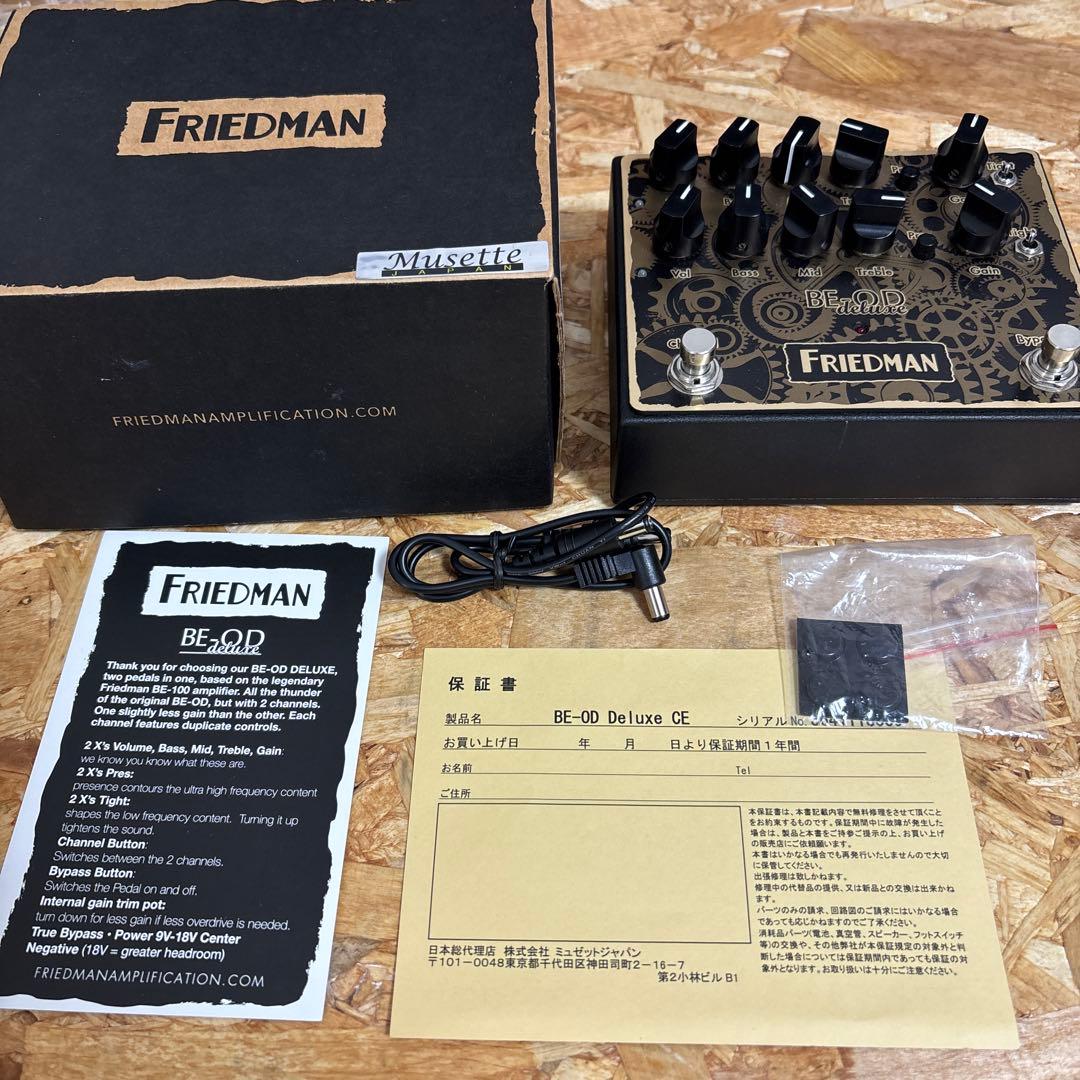 FRIEDMAN
Musette
JAPAN
FRIEDMANAMPLIFICATION.COM
Tight
Vol
Bass
Mid
Treble
Gain
BE-OD
deluxe
FRIEDMAN
FRIEDMAN
BE-OD
deluxe
Thank you for choosing our BE-OD DELUXE,
two pedals in one, based on the legendary
Friedman BE-100 amplifier. All the thunder
of the original BE-OD, but with 2 channels.
One slightly less gain than the other. Each
channel features duplicate controls.
2 X's Volume, Bass, Mid, Treble, Gain:
we know you know what these are.
2 X's Pres:
presence contours the ultra high frequency content
2 X's Tight:
shapes the low frequency content. Turning it up
tightens the sound.
Channel Button:
Switches between the 2 channels.
Bypass Button:
Switches the Pedal on and off.
Internal gain trim pot:
turn down for less gain if less overdrive is needed.
True Bypass • Power 9V-18V Center
Negative (18V = greater headroom)
FRIEDMANAMPLIFICATION.COM
保証書
製品名 BE-OD Deluxe CE シリアルNo.
お買い上げ日 年 月 日より保証期間1年間
お名前 Tel
ご住所
本保証書は、本書記載内容で無料修理をさせて頂くこと
をお約束するものです。保証期間中に故障が発生した
場合は、製品と本書をご持参ご提示の上、お買い上げ
の販売店にご依頼願います。
本書はいかなる場合でも再発行いたしませんので大切
に保管してください。
出張修理は致しかねます。
修理中の代替品の提供、又は新品との交換は出来かね
ます。
パーツのみの請求、回路図のご請求にはいかなる場合
であっても応じかねますのでご了承ください。
消耗品パーツ(電池、真空管、スピーカー、フットスイッチ
等)の交換や、その他弊社が本保証規定の対象外と判
断した場合については保証期間内であっても保証の対
象外となります。お取り扱いは十分にご注意ください。
日本総代理店 株式会社 ミュゼットジャパン
〒101-0048東京都千代田区神田司町2-16-7
第2小林ビル B1